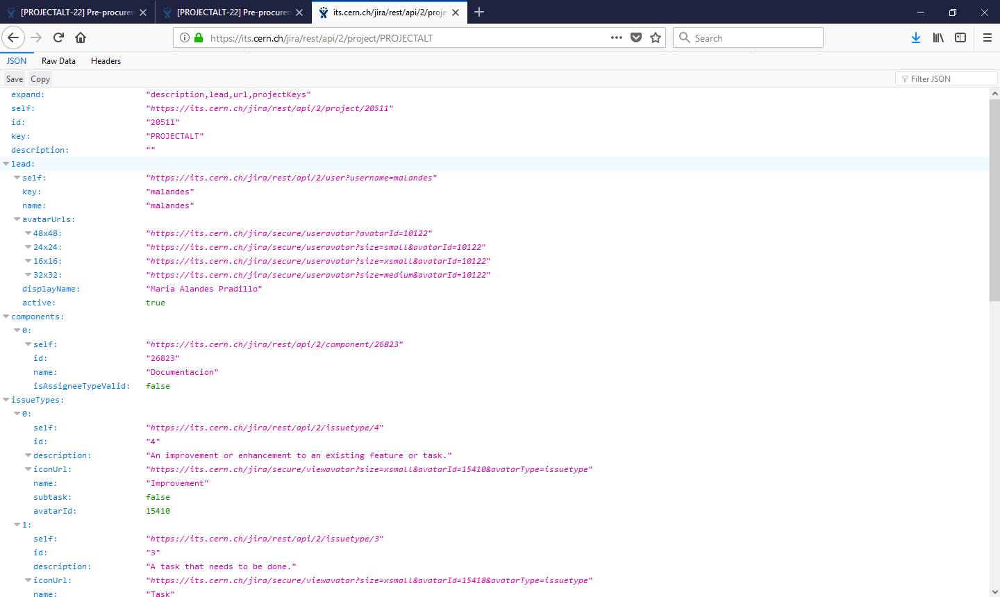 [PROJECTALT-22] Pre-procuren
[PROJECTALT-22] Pre-procuren
its.cern.ch/jira/rest/api/2/proje
https://its.cern.ch/jira/rest/api/2/project/PROJECTALT
Search
JSON Raw Data Headers
Save Copy Filter JSON
expand: "description,lead,url,projectKeys"
self: "https://its.cern.ch/jira/rest/api/2/project/20511"
id: "20511"
key: "PROJECTALT"
description: ""
lead:
self: "https://its.cern.ch/jira/rest/api/2/user?username=malandes"
key: "malandes"
name: "malandes"
avatarUrls:
48x48: "https://its.cern.ch/jira/secure/useravatar?avatarId=10122"
24x24: "https://its.cern.ch/jira/secure/useravatar?size=small&avatarId=10122"
16x16: "https://its.cern.ch/jira/secure/useravatar?size=xsmall&avatarId=10122"
32x32: "https://its.cern.ch/jira/secure/useravatar?size=medium&avatarId=10122"
displayName: "Maria Alandes Pradillo"
active: true
components:
0:
self: "https://its.cern.ch/jira/rest/api/2/component/26823"
id: "26823"
name: "Documentacion"
isAssigneeTypeValid: false
issueTypes:
0:
self: "https://its.cern.ch/jira/rest/api/2/issuetype/4"
id: "4"
description: "An improvement or enhancement to an existing feature or task."
iconUrl: "https://its.cern.ch/jira/secure/viewavatar?size=xsmall&avatarId=15410&avatarType=issuetype"
name: "Improvement"
subtask: false
avatarId: 15410
1:
self: "https://its.cern.ch/jira/rest/api/2/issuetype/3"
id: "3"
description: "A task that needs to be done."
iconUrl: "https://its.cern.ch/jira/secure/viewavatar?size=xsmall&avatarId=15418&avatarType=issuetype"
name: "Task"